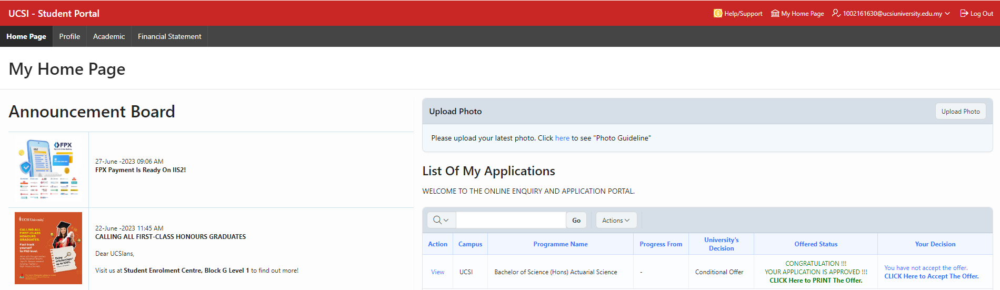 UCSI - Student Portal
Help/Support
My Home Page
1002161630@ucsiuniversity.edu.my
Log Out
Home Page
Profile
Academic
Financial Statement
My Home Page
Announcement Board
FPX
27-June -2023 09:06 AM
FPX Payment Is Ready On IIS2!
UCSI University
CALLING ALL
FIRST-CLASS
HONOURS
GRADUATES.
Fast track
yourself
to PhD level.
Enjoy
scholarships*
up to 100%.
22-June -2023 11:45 AM
CALLING ALL FIRST-CLASS HONOURS GRADUATES
Dear UCSIans,
Visit us at Student Enrolment Centre, Block G Level 1 to find out more!
Upload Photo
Upload Photo
Please upload your latest photo. Click here to see "Photo Guideline"
List Of My Applications
WELCOME TO THE ONLINE ENQUIRY AND APPLICATION PORTAL.
Go
Actions
Action
Campus
Programme Name
Progress From
University's
Decision
Offered Status
Your Decision
View
UCSI
Bachelor of Science (Hons) Actuarial Science
-
Conditional Offer
CONGRATULATION !!!
YOUR APPLICATION IS APPROVED !!!
CLICK Here to PRINT The Offer.
You have not accept the offer.
CLICK Here to Accept The Offer.